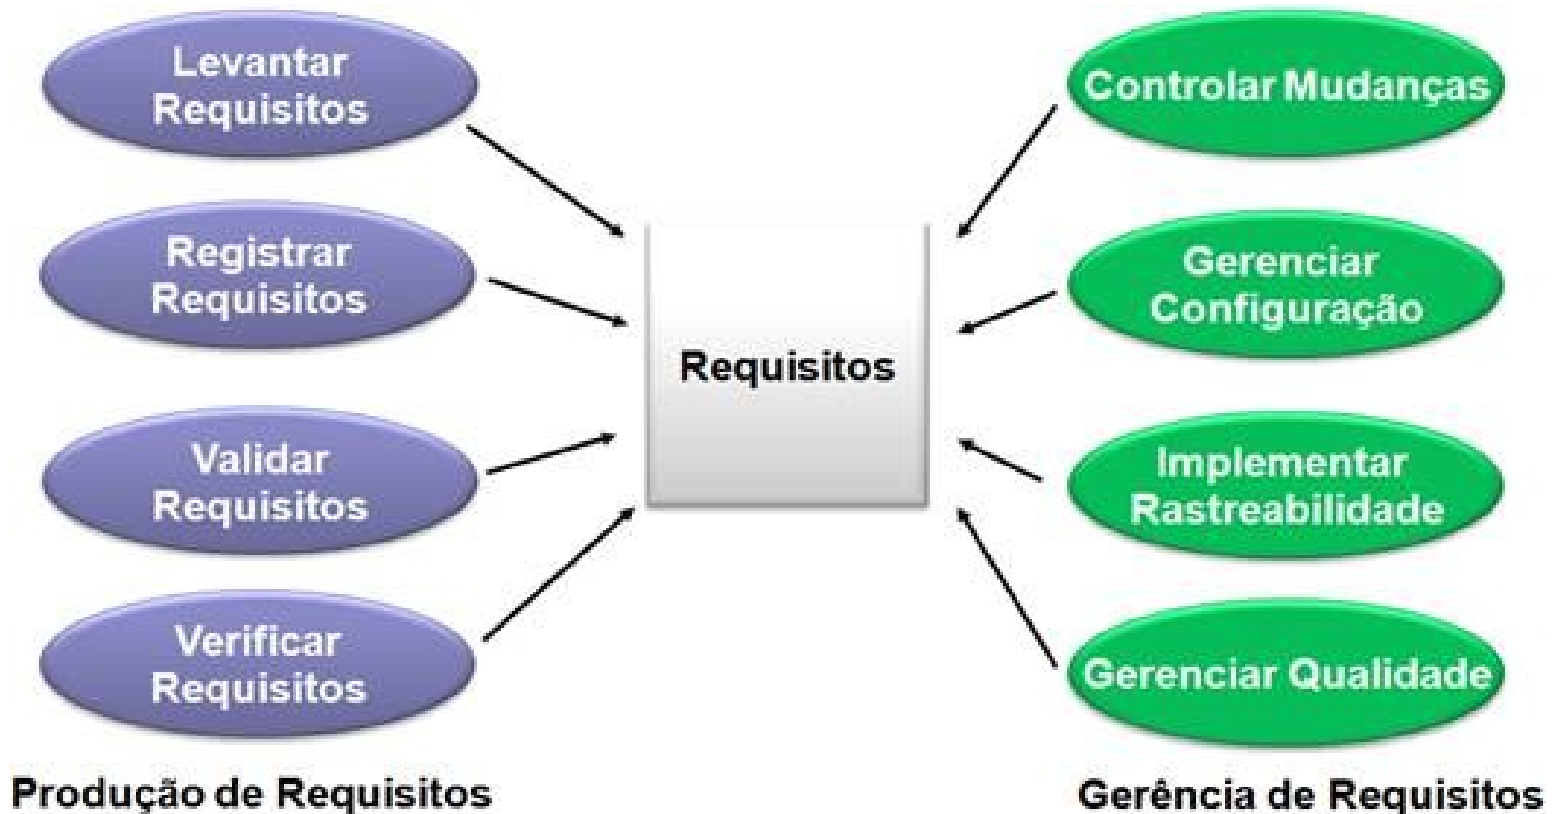 Levantar
Requisitos
Registrar
Requisitos
Validar
Requisitos
Verificar
Requisitos
Produção de Requisitos
Requisitos
Controlar Mudanças
Gerenciar
Configuração
Implementar
Rastreabilidade
Gerenciar Qualidade
Gerência de Requisitos